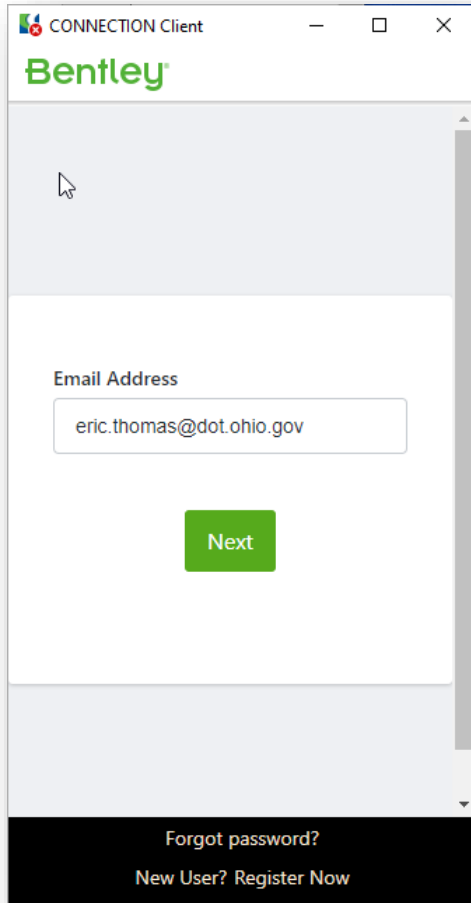 CONNECTION Client
Bentley®
Email Address
eric.thomas@dot.ohio.gov
Next
Forgot password?
New User? Register Now